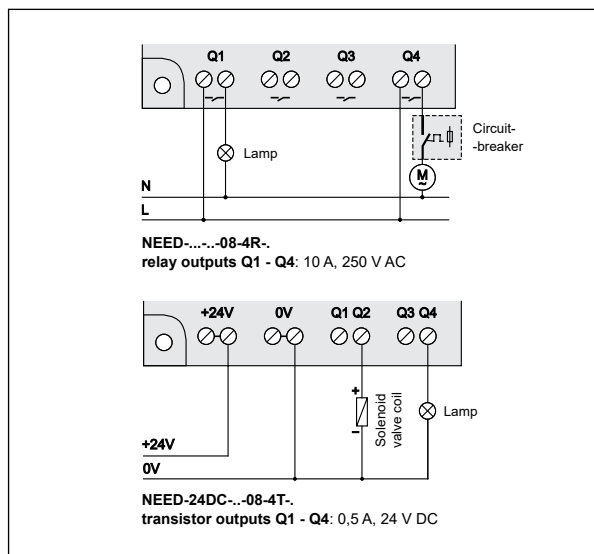 Q1 Q2 Q3 Q4
Circuit-
-breaker
Lamp
M
~
N
L
NEED-...-..-08-4R-.
relay outputs Q1 - Q4: 10 A, 250 V AC
+24V 0V Q1 Q2 Q3 Q4
+
Solenoid
valve coil
–
Lamp
+24V
0V
NEED-24DC-..-08-4T-.
transistor outputs Q1 - Q4: 0,5 A, 24 V DC